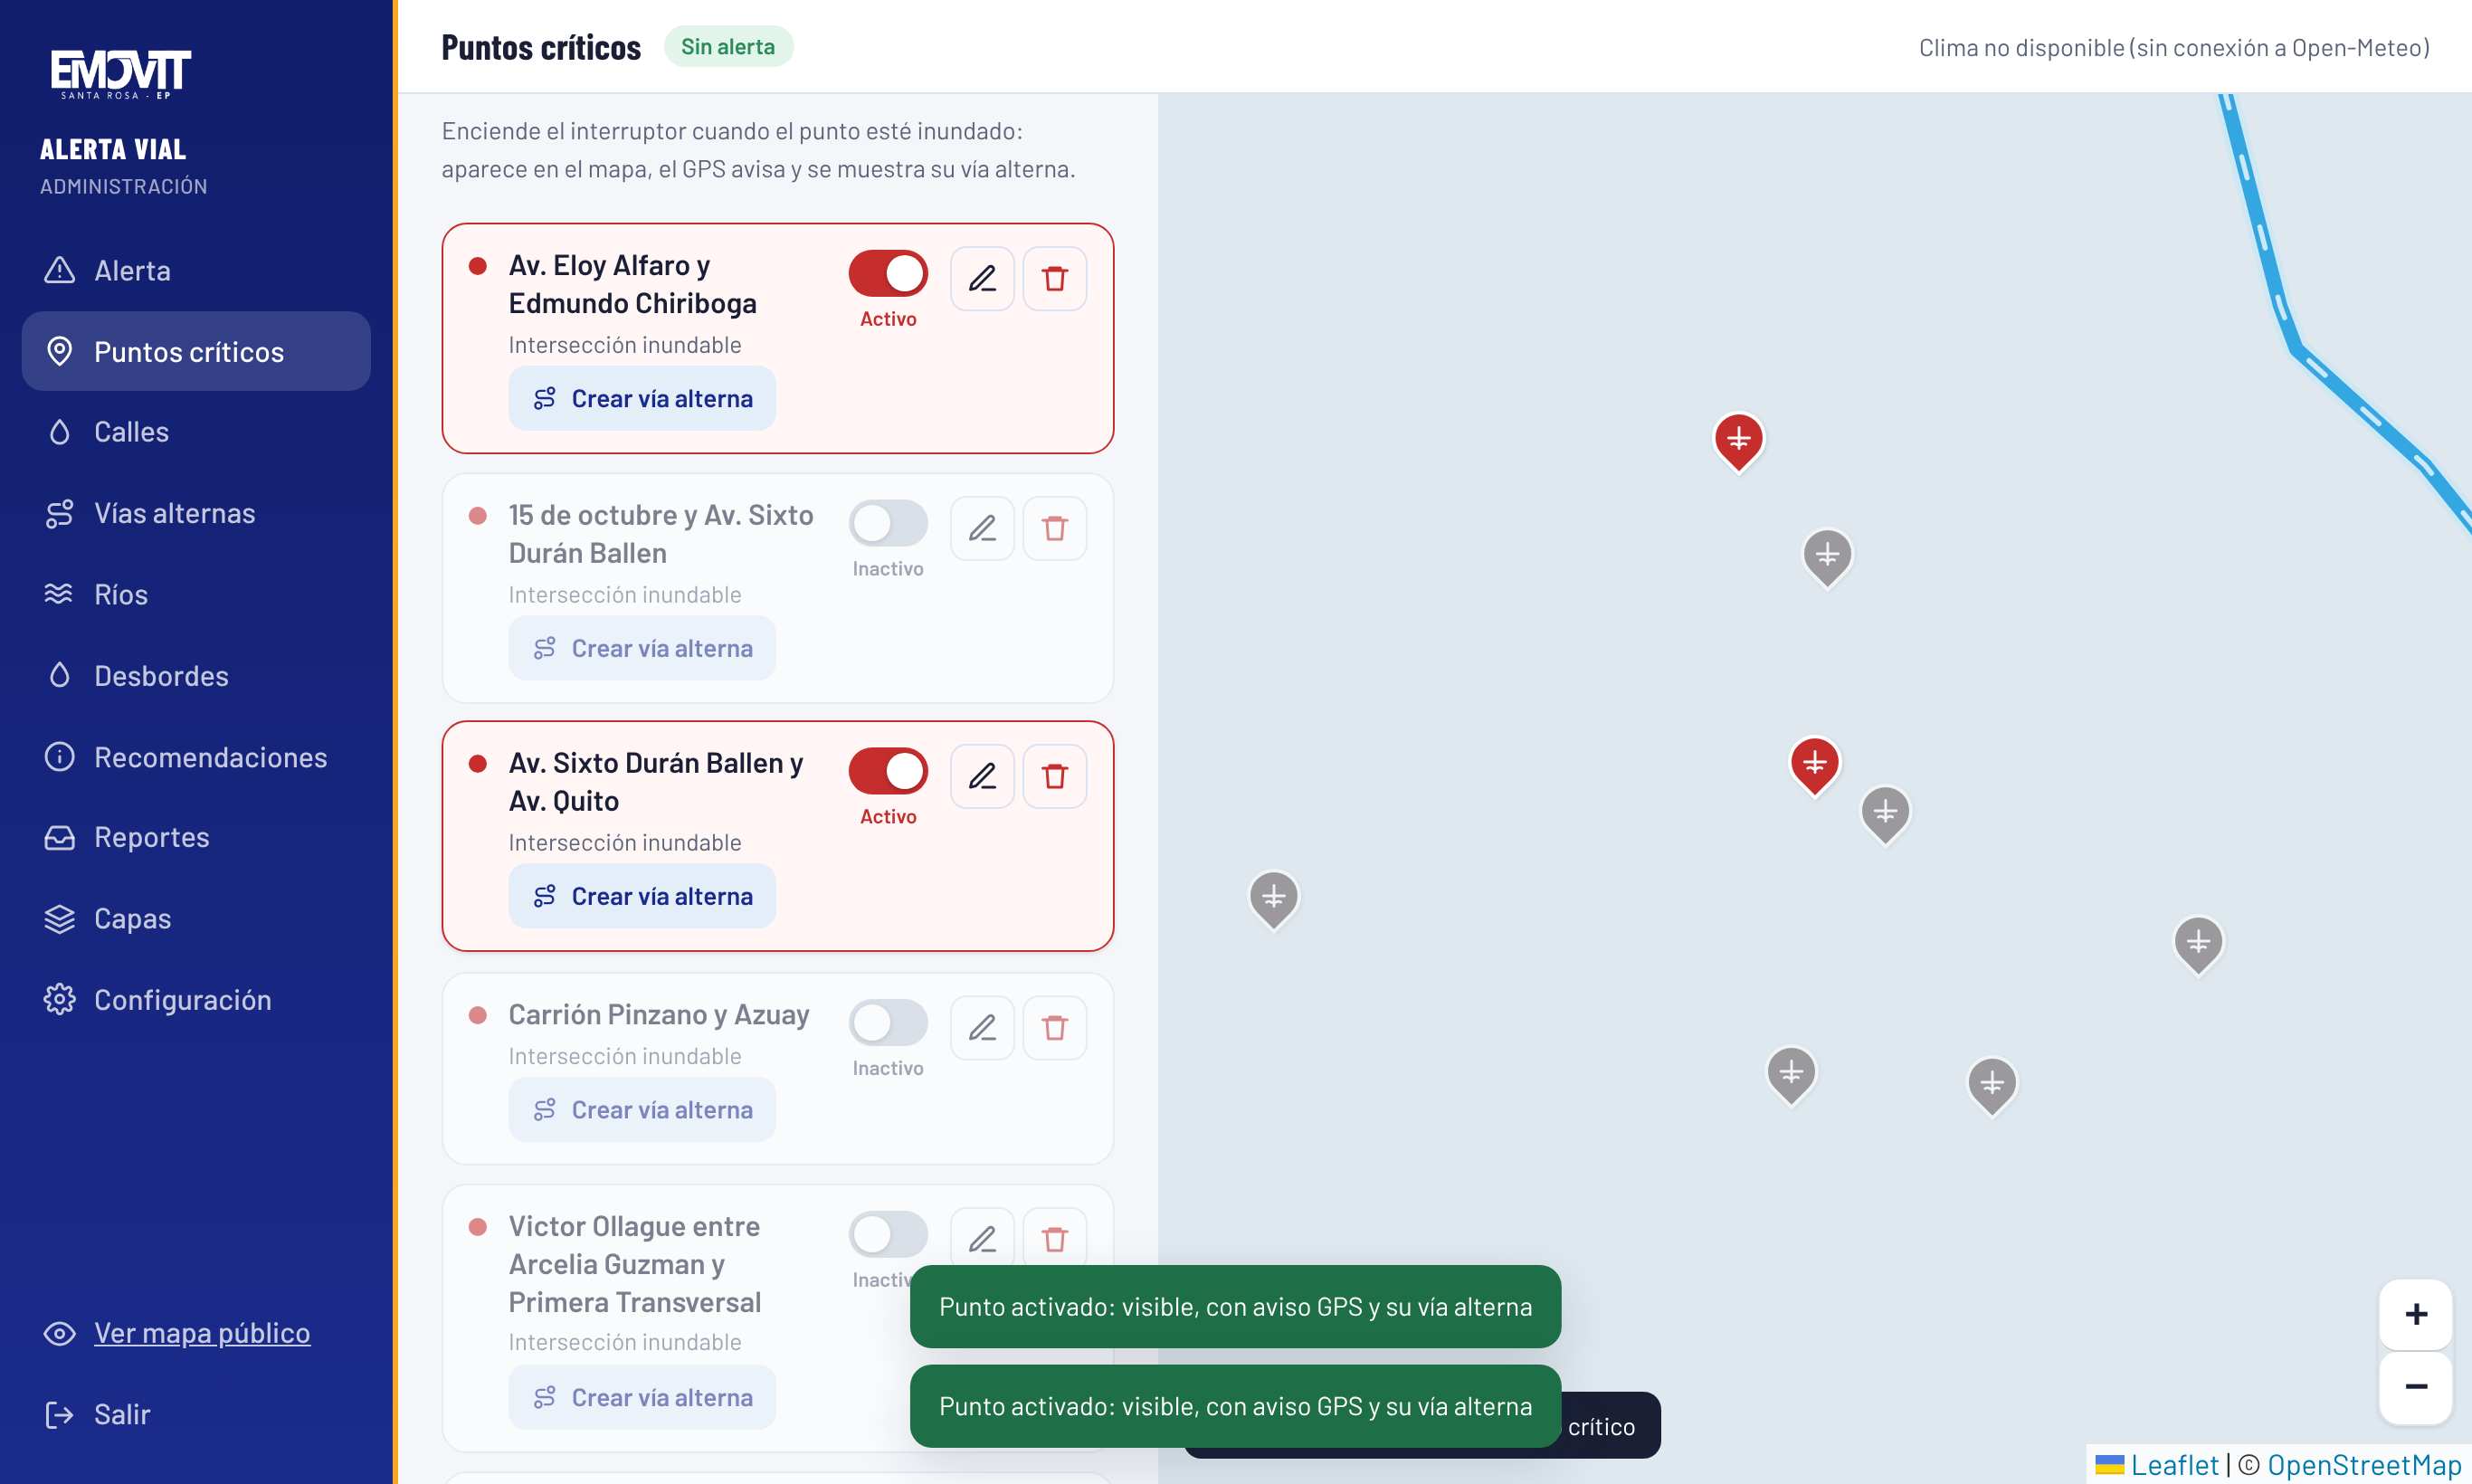 EMOVTT
SANTA ROSA - EP
ALERTA VIAL
ADMINISTRACIÓN
Alerta
Puntos críticos
Calles
Vías alternas
Ríos
Desbordes
Recomendaciones
Reportes
Capas
Configuración
Ver mapa público
Salir
Puntos críticos
Sin alerta
Clima no disponible (sin conexión a Open-Meteo)
Enciende el interruptor cuando el punto esté inundado:
aparece en el mapa, el GPS avisa y se muestra su vía alterna.
Av. Eloy Alfaro y
Edmundo Chiriboga
Intersección inundable
Crear vía alterna
Activo
15 de octubre y Av. Sixto
Durán Ballen
Intersección inundable
Crear vía alterna
Inactivo
Av. Sixto Durán Ballen y
Av. Quito
Intersección inundable
Crear vía alterna
Activo
Carrión Pinzano y Azuay
Intersección inundable
Crear vía alterna
Inactivo
Victor Ollague entre
Arcelia Guzman y
Primera Transversal
Intersección inundable
Crear vía alterna
Punto activado: visible, con aviso GPS y su vía alterna
Punto activado: visible, con aviso GPS y su vía alterna
crítico
+
−
Leaflet | © OpenStreetMap